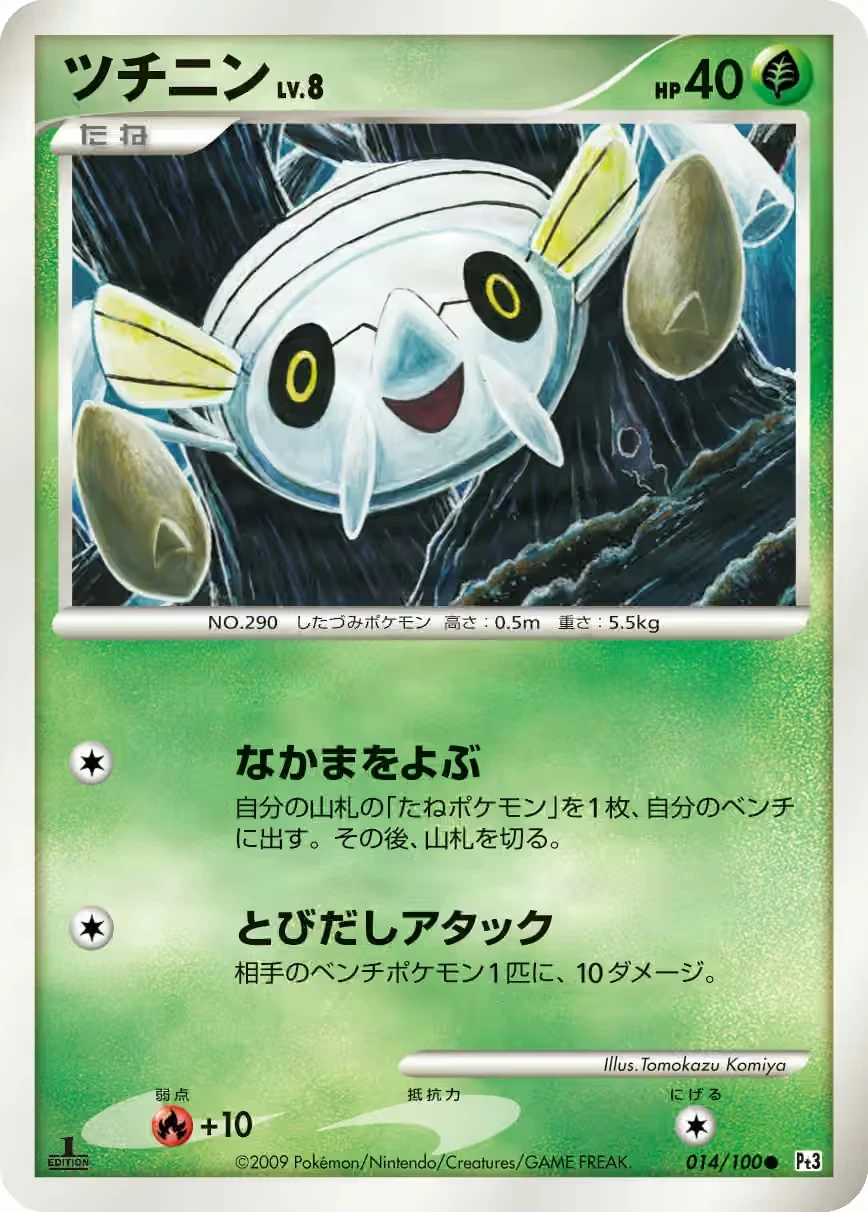 ツチニン LV.8 HP 40
たね
NO.290 したづみポケモン 高さ:0.5m 重さ:5.5kg
なかまをよぶ
自分の山札の「たねポケモン」を1枚、自分のベンチ
に出す。その後、山札を切る。
とびだしアタック
相手のベンチポケモン1匹に、10ダメージ。
Illus.Tomokazu Komiya
弱点 抵抗力 にげる
+10
1 EDITION
©2009 Pokémon/Nintendo/Creatures/GAME FREAK. 014/100● Pt3